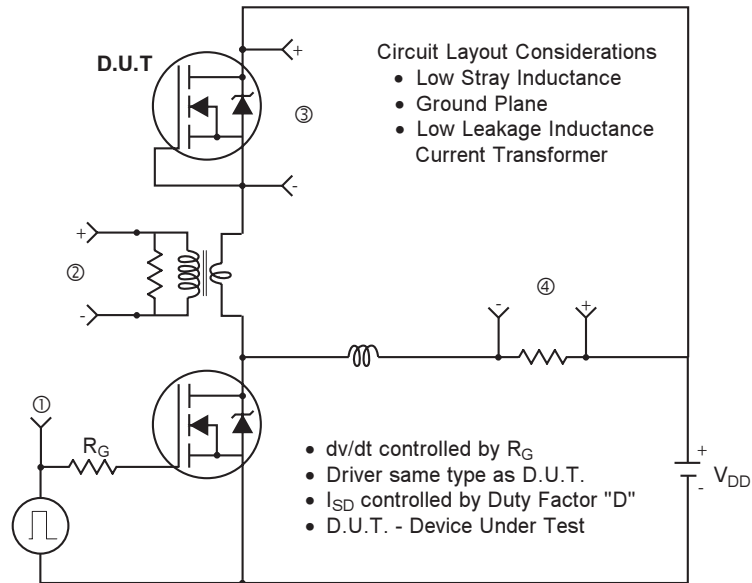 D.U.T
+
-
③
Circuit Layout Considerations
• Low Stray Inductance
• Ground Plane
• Low Leakage Inductance
Current Transformer
+
②
-
-
④
+
①
R_G
• dv/dt controlled by R_G
• Driver same type as D.U.T.
• I_SD controlled by Duty Factor "D"
• D.U.T. - Device Under Test
+
-
V_DD